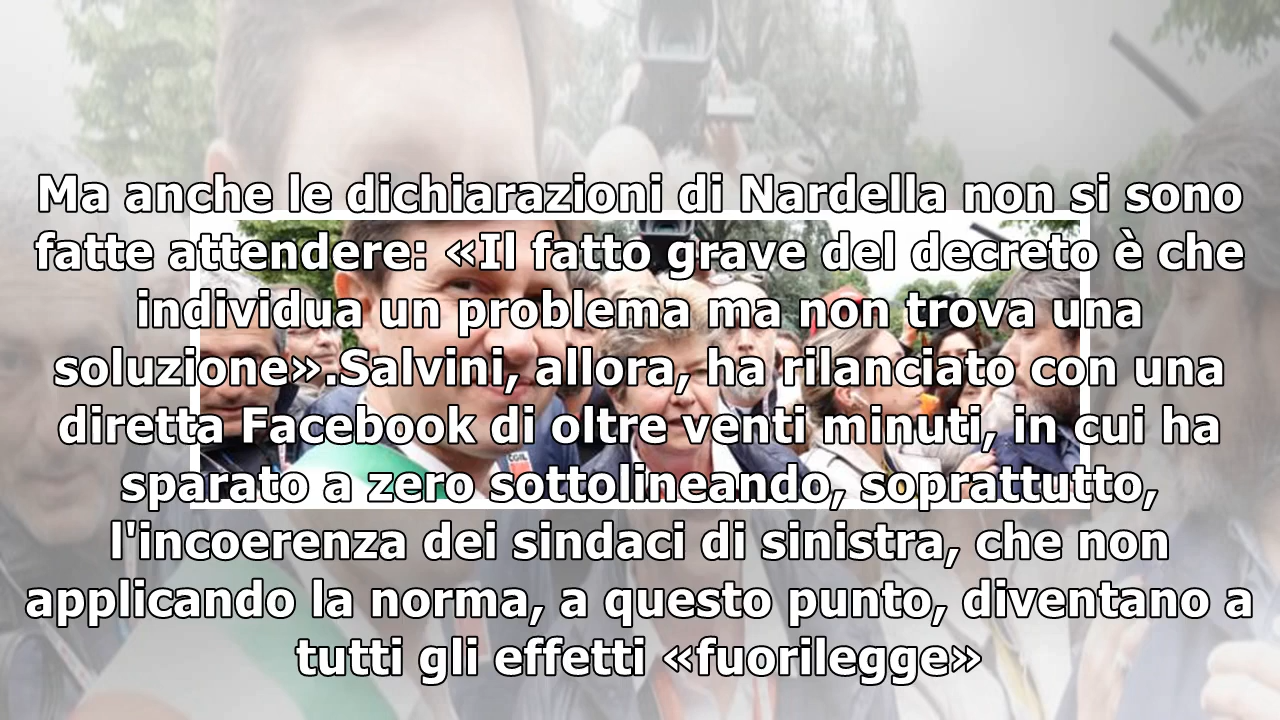 Ma anche le dichiarazioni di Nardella non si sono
fatte attendere: «Il fatto grave del decreto è che
individua un problema ma non trova una
soluzione».Salvini, allora, ha rilanciato con una
diretta Facebook di oltre venti minuti, in cui ha
sparato a zero sottolineando, soprattutto,
l'incoerenza dei sindaci di sinistra, che non
applicando la norma, a questo punto, diventano a
tutti gli effetti «fuorilegge»
CGIL